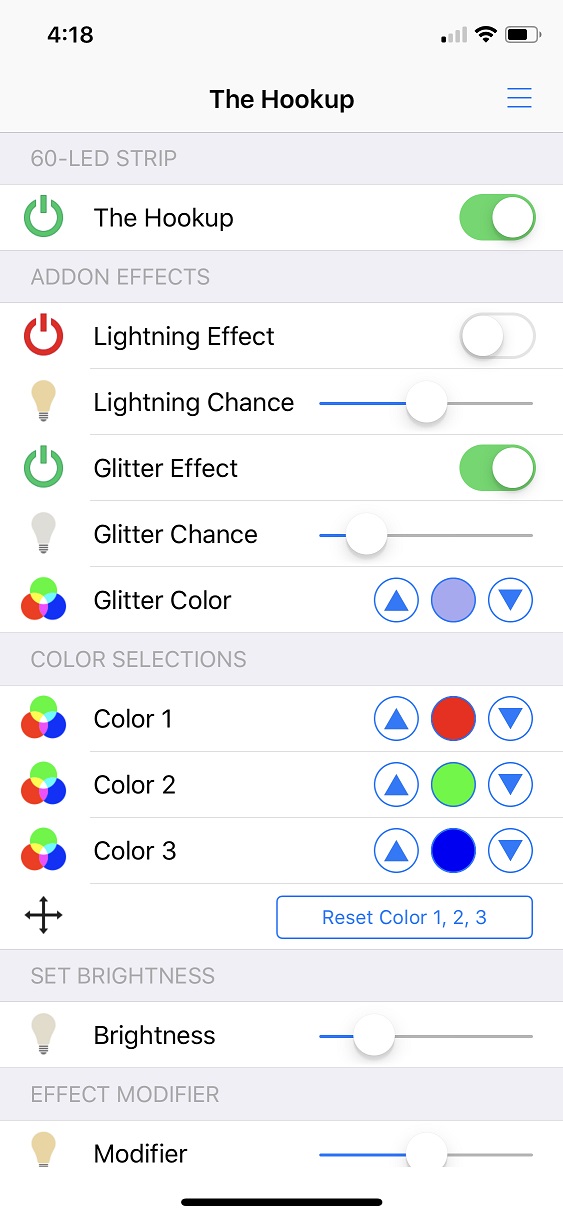 4:18
The Hookup
60-LED STRIP
The Hookup
ADDON EFFECTS
Lightning Effect
Lightning Chance
Glitter Effect
Glitter Chance
Glitter Color
COLOR SELECTIONS
Color 1
Color 2
Color 3
Reset Color 1, 2, 3
SET BRIGHTNESS
Brightness
EFFECT MODIFIER
Modifier